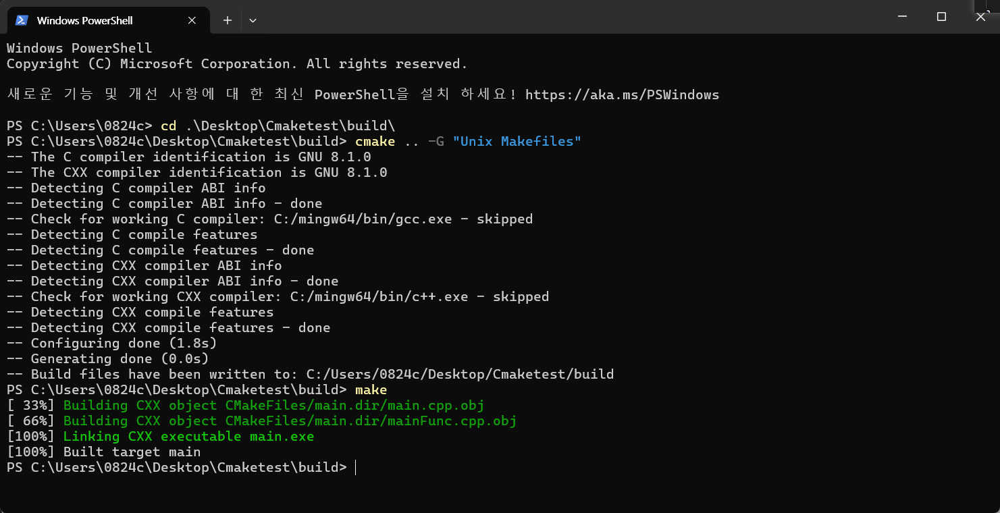 Windows PowerShell
Windows PowerShell
Copyright (C) Microsoft Corporation. All rights reserved.
새로운 기능 및 개선 사항에 대 한 최신 PowerShell을 설치 하세요! https://aka.ms/PSWindows
PS C:\Users\0824c> cd .\Desktop\Cmaketest\build\
PS C:\Users\0824c\Desktop\Cmaketest\build> cmake .. -G "Unix Makefiles"
-- The C compiler identification is GNU 8.1.0
-- The CXX compiler identification is GNU 8.1.0
-- Detecting C compiler ABI info
-- Detecting C compiler ABI info - done
-- Check for working C compiler: C:/mingw64/bin/gcc.exe - skipped
-- Detecting C compile features
-- Detecting C compile features - done
-- Detecting CXX compiler ABI info
-- Detecting CXX compiler ABI info - done
-- Check for working CXX compiler: C:/mingw64/bin/c++.exe - skipped
-- Detecting CXX compile features
-- Detecting CXX compile features - done
-- Configuring done (1.8s)
-- Generating done (0.0s)
-- Build files have been written to: C:/Users/0824c/Desktop/Cmaketest/build
PS C:\Users\0824c\Desktop\Cmaketest\build> make
[ 33%] Building CXX object CMakeFiles/main.dir/main.cpp.obj
[ 66%] Building CXX object CMakeFiles/main.dir/mainFunc.cpp.obj
[100%] Linking CXX executable main.exe
[100%] Built target main
PS C:\Users\0824c\Desktop\Cmaketest\build>